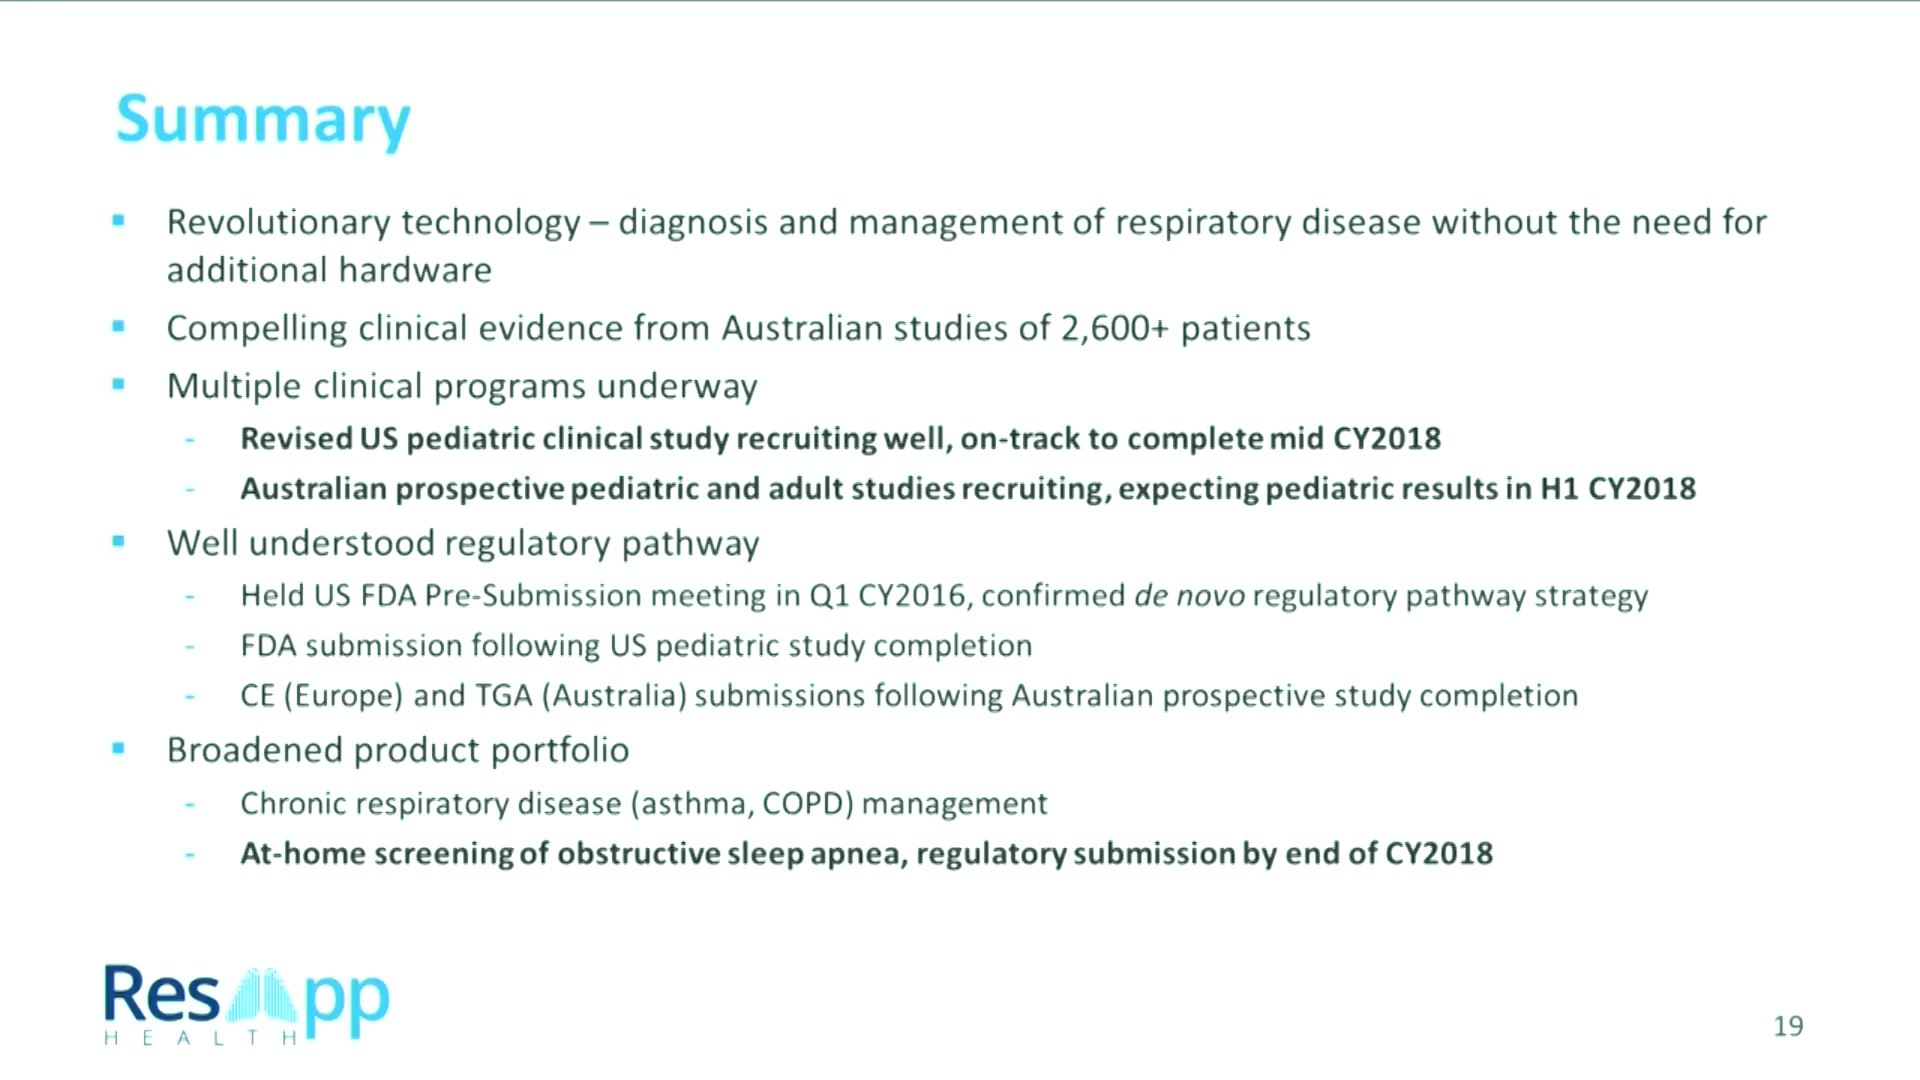 Summary
▪ Revolutionary technology – diagnosis and management of respiratory disease without the need for
additional hardware
▪ Compelling clinical evidence from Australian studies of 2,600+ patients
▪ Multiple clinical programs underway
- Revised US pediatric clinical study recruiting well, on-track to complete mid CY2018
- Australian prospective pediatric and adult studies recruiting, expecting pediatric results in H1 CY2018
▪ Well understood regulatory pathway
- Held US FDA Pre-Submission meeting in Q1 CY2016, confirmed de novo regulatory pathway strategy
- FDA submission following US pediatric study completion
- CE (Europe) and TGA (Australia) submissions following Australian prospective study completion
▪ Broadened product portfolio
- Chronic respiratory disease (asthma, COPD) management
- At-home screening of obstructive sleep apnea, regulatory submission by end of CY2018
ResApp
HEALTH
19